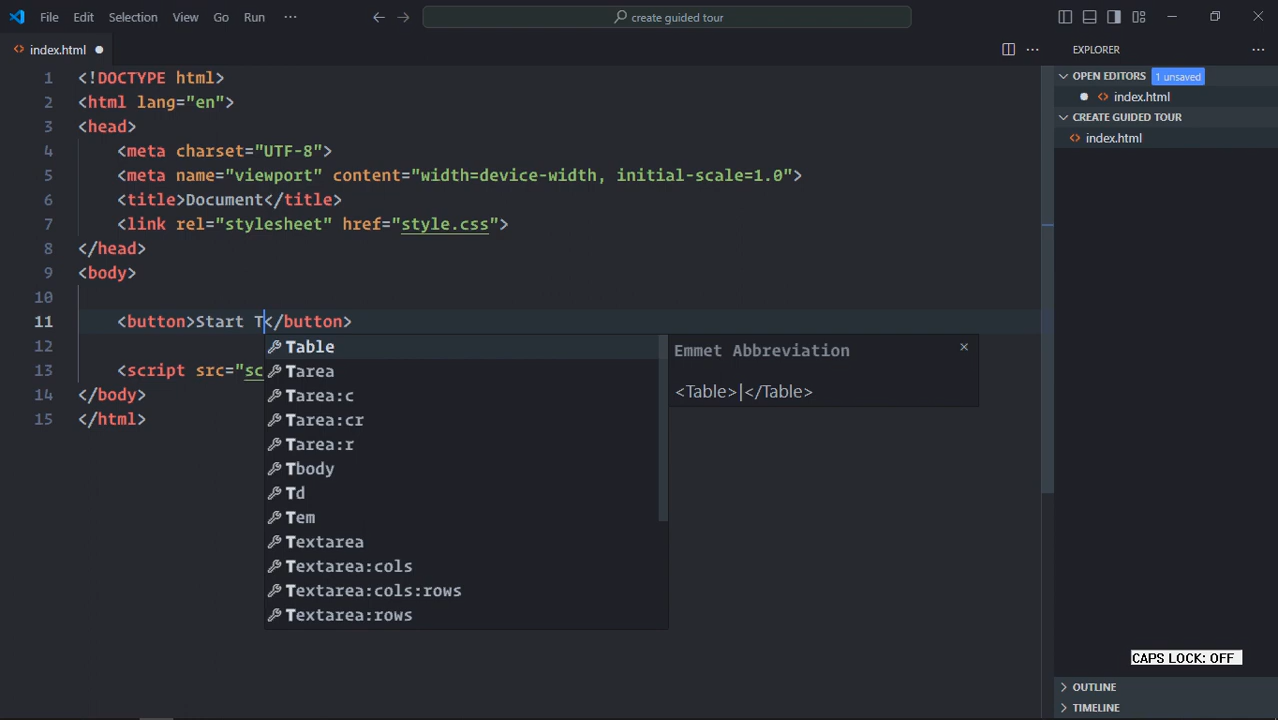 File Edit Selection View Go Run ···
create guided tour
index.html
EXPLORER
OPEN EDITORS 1 unsaved
index.html
CREATE GUIDED TOUR
index.html
1 <!DOCTYPE html>
2 <html lang="en">
3 <head>
4 <meta charset="UTF-8">
5 <meta name="viewport" content="width=device-width, initial-scale=1.0">
6 <title>Document</title>
7 <link rel="stylesheet" href="style.css">
8 </head>
9 <body>
10
11 <button>Start T</button>
12
13 <script src="sc
14 </body>
15 </html>
Table
Tarea
Tarea:c
Tarea:cr
Tarea:r
Tbody
Td
Tem
Textarea
Textarea:cols
Textarea:cols:rows
Textarea:rows
Emmet Abbreviation
<Table>|</Table>
CAPS LOCK: OFF
OUTLINE
TIMELINE